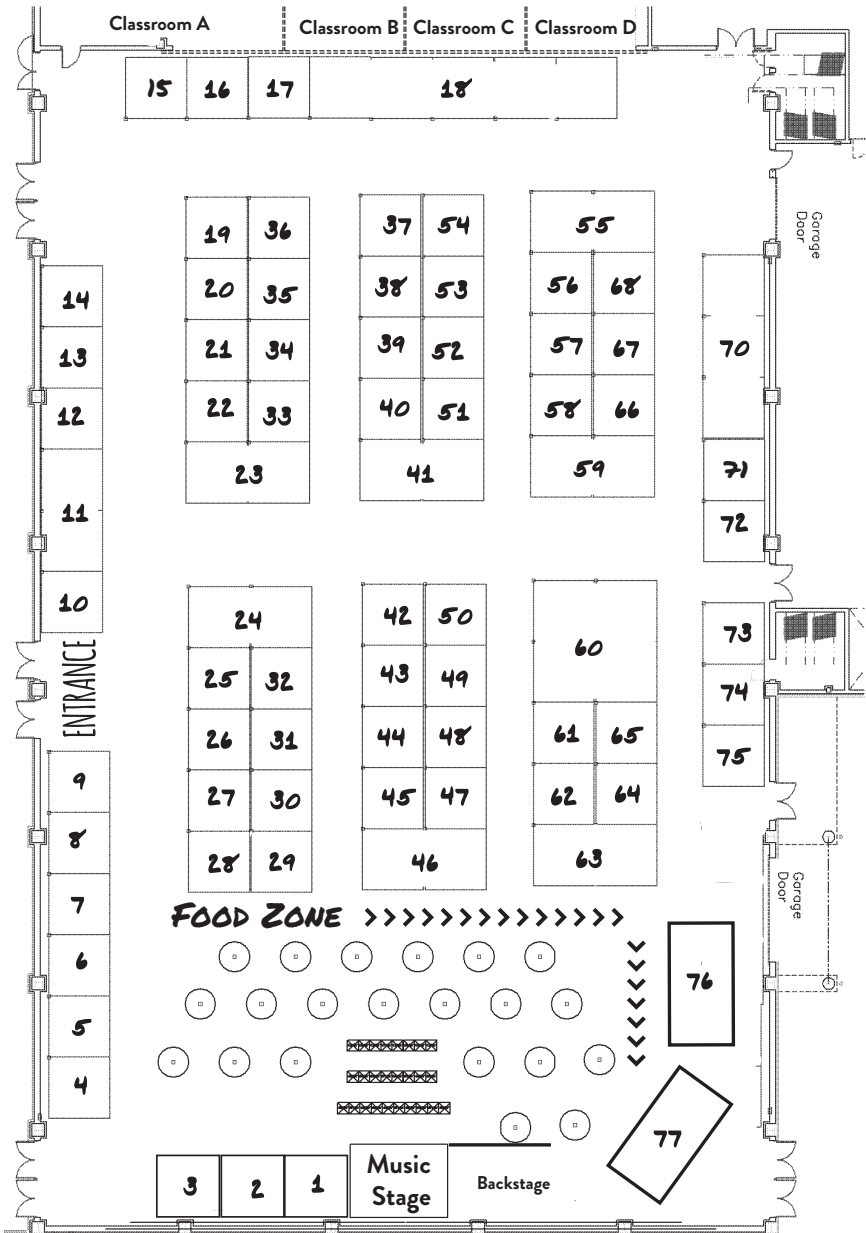 Classroom A
Classroom B
Classroom C
Classroom D
15 16 17 18
Garage
Door
19 36 37 54 55
20 35 38 53 56 68
14
21 34 39 52 57 67 70
13
22 33 40 51 58 66
12
23 41 59 71
11
72
10
24 42 50 60 73
ENTRANCE
25 32 43 49 74
26 31 44 48 61 65 75
9
27 30 45 47 62 64
8
28 29 46 63
7
Garage
Door
FOOD ZONE >>>>>>>>>>>>>>
6
76
5
4
77
3 2 1
Music
Stage
Backstage